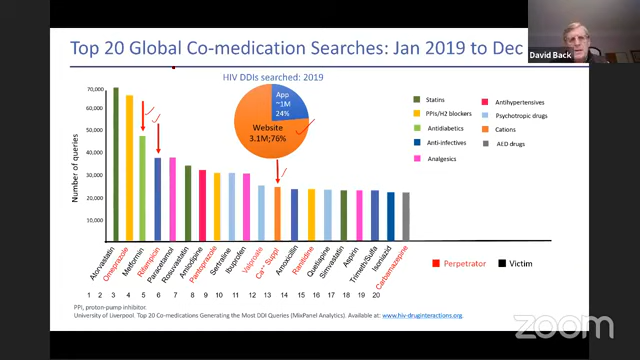 Top 20 Global Co-medication Searches: Jan 2019 to Dec
David Back
HIV DDIs searched: 2019
App
~1M
24%
Website
3.1M;76%
Number of queries
70,000
60,000
50,000
40,000
30,000
20,000
10,000
Statins
PPIs/H2 blockers
Antidiabetics
Anti-infectives
Analgesics
Antihypertensives
Psychotropic drugs
Cations
AED drugs
Atorvastatin
Omeprazole
Metformin
Rifampicin
Paracetamol
Rosuvastatin
Amlodipine
Pantoprazole
Sertraline
Ibuprofen
Valproate
Ca++ Suppl
Amoxicillin
Ranitidine
Quetiapine
Simvastatin
Aspirin
Trimeth/Sulfa
Isoniazid
Carbamazepine
1 2 3 4 5 6 7 8 9 10 11 12 13 14 15 16 17 18 19 20
Perpetrator
Victim
PPI, proton-pump inhibitor.
University of Liverpool. Top 20 Co-medications Generating the Most DDI Queries (MixPanel Analytics). Available at: www.hiv-druginteractions.org.
zoom